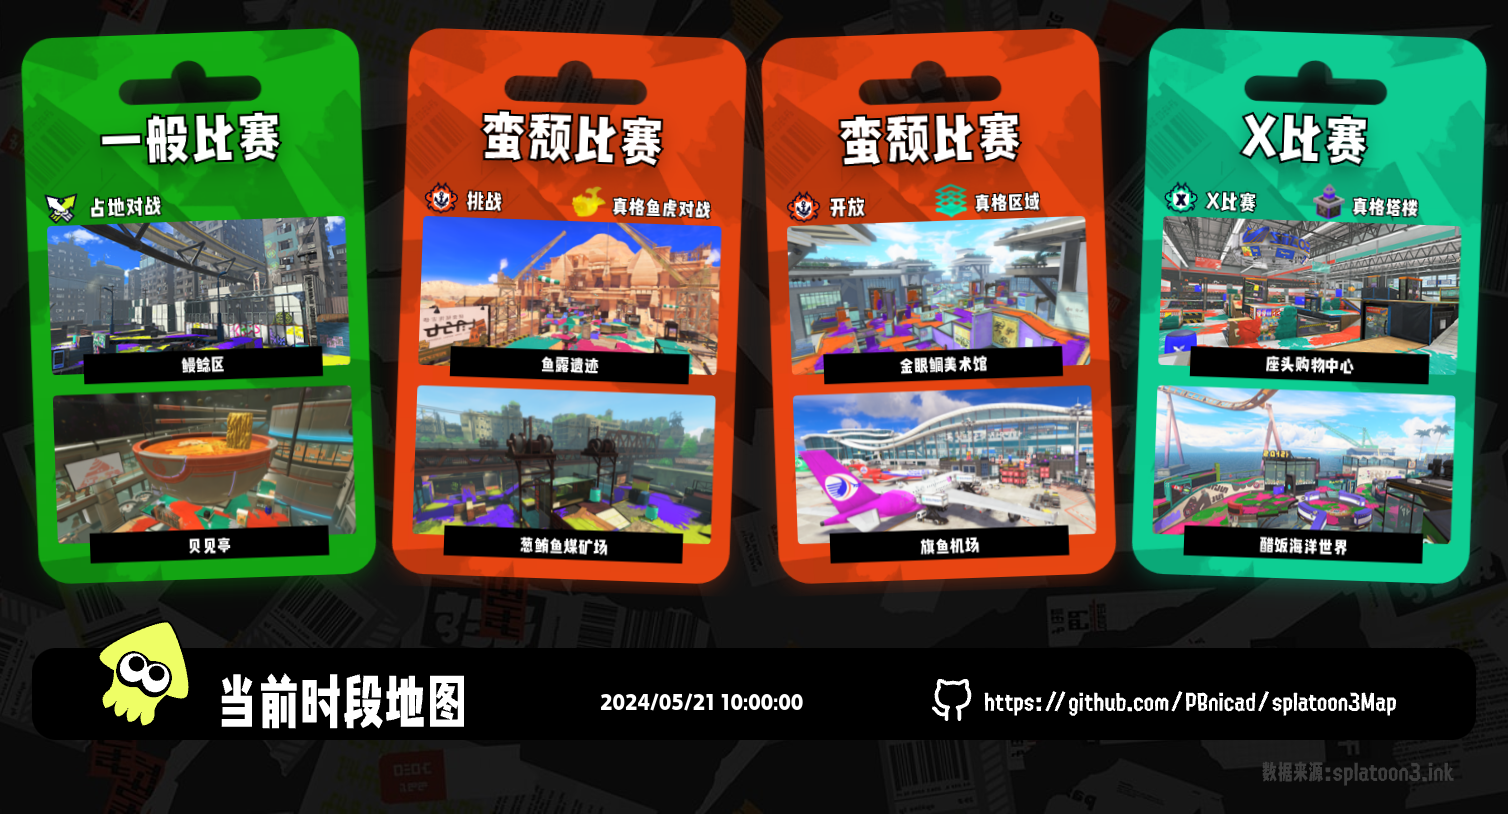 一般比赛
占地对战
鳗鲶区
贝见亭
蛮颓比赛
挑战
真格鱼虎对战
鱼露遗迹
葱鲔鱼煤矿场
蛮颓比赛
开放
真格区域
金眼鲷美术馆
旗鱼机场
X比赛
X比赛
真格塔楼
座头购物中心
醋饭海洋世界
当前时段地图
2024/05/21 10:00:00
https://github.com/PBnicad/splatoon3Map
数据来源:splatoon3.ink